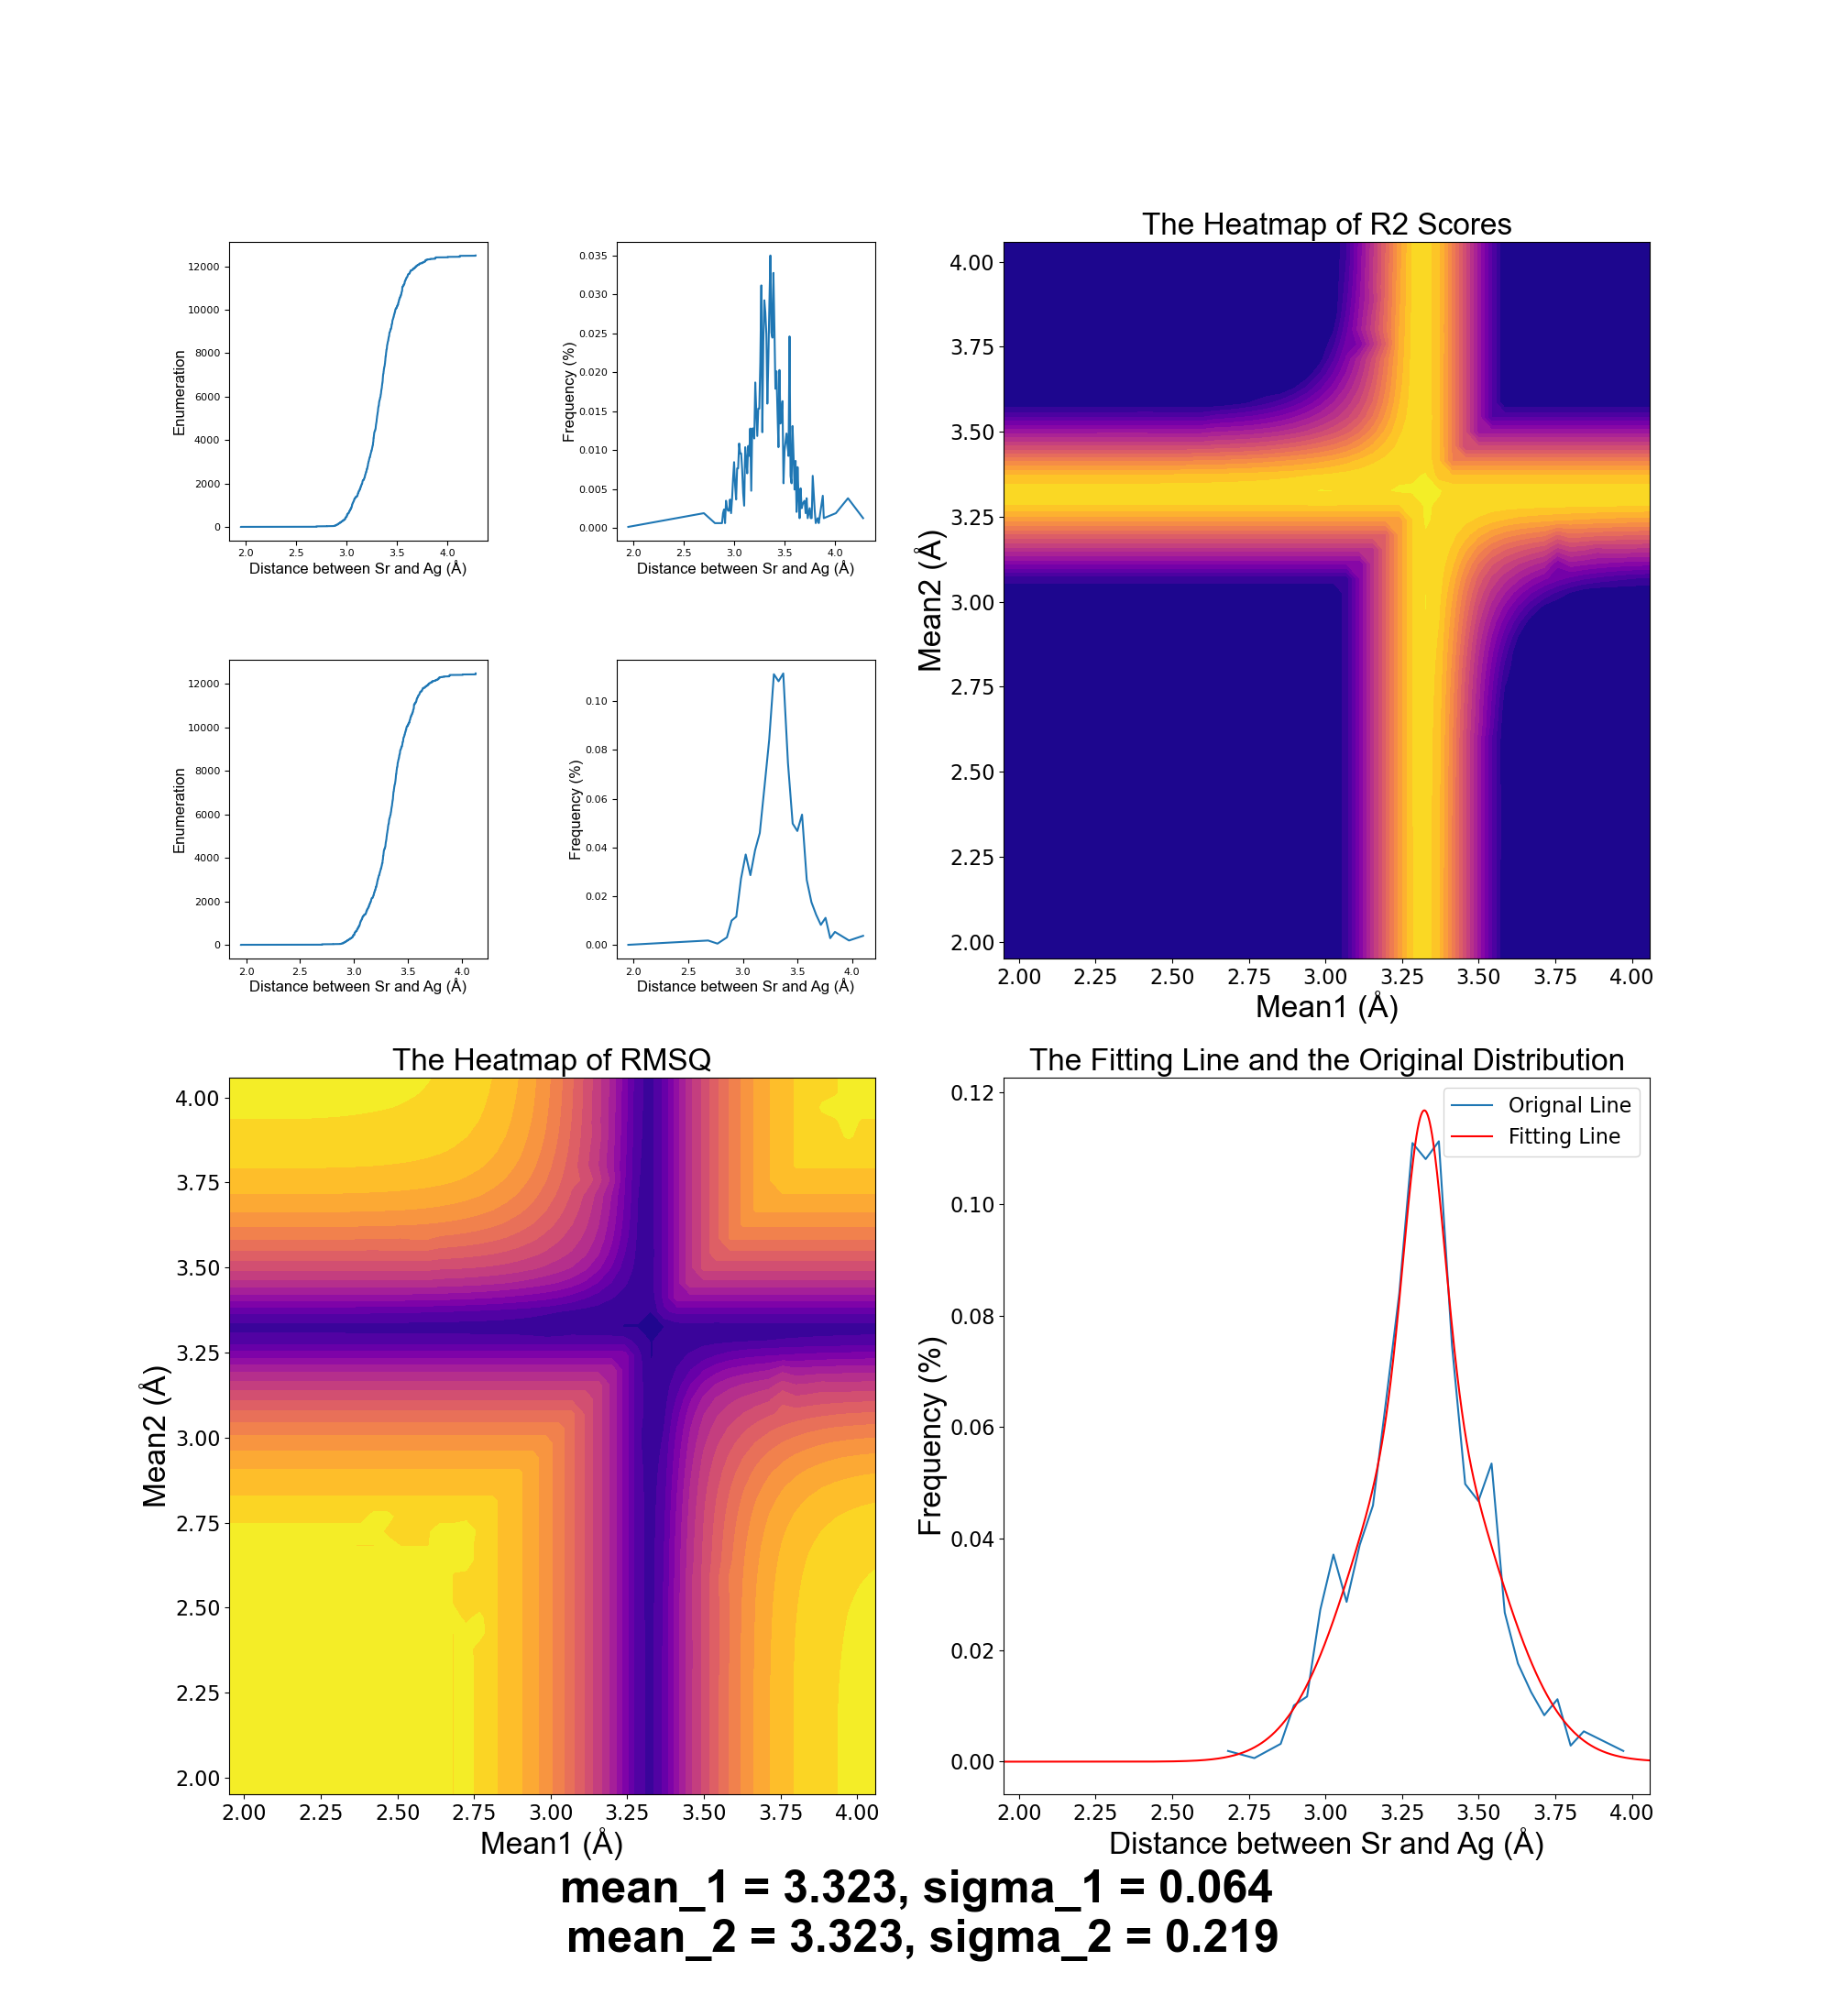 12000
10000
8000
6000
4000
2000
0
2.0 2.5 3.0 3.5 4.0
Enumeration
Distance between Sr and Ag (Å)
0.035
0.030
0.025
0.020
0.015
0.010
0.005
0.000
2.0 2.5 3.0 3.5 4.0
Frequency (%)
Distance between Sr and Ag (Å)
The Heatmap of R2 Scores
4.00
3.75
3.50
3.25
3.00
2.75
2.50
2.25
2.00
2.00 2.25 2.50 2.75 3.00 3.25 3.50 3.75 4.00
Mean2 (Å)
Mean1 (Å)
12000
10000
8000
6000
4000
2000
0
2.0 2.5 3.0 3.5 4.0
Enumeration
Distance between Sr and Ag (Å)
0.10
0.08
0.06
0.04
0.02
0.00
2.0 2.5 3.0 3.5 4.0
Frequency (%)
Distance between Sr and Ag (Å)
The Heatmap of RMSQ
4.00
3.75
3.50
3.25
3.00
2.75
2.50
2.25
2.00
2.00 2.25 2.50 2.75 3.00 3.25 3.50 3.75 4.00
Mean2 (Å)
Mean1 (Å)
The Fitting Line and the Original Distribution
Orignal Line
Fitting Line
0.12
0.10
0.08
0.06
0.04
0.02
0.00
2.00 2.25 2.50 2.75 3.00 3.25 3.50 3.75 4.00
Frequency (%)
Distance between Sr and Ag (Å)
mean_1 = 3.323, sigma_1 = 0.064
mean_2 = 3.323, sigma_2 = 0.219